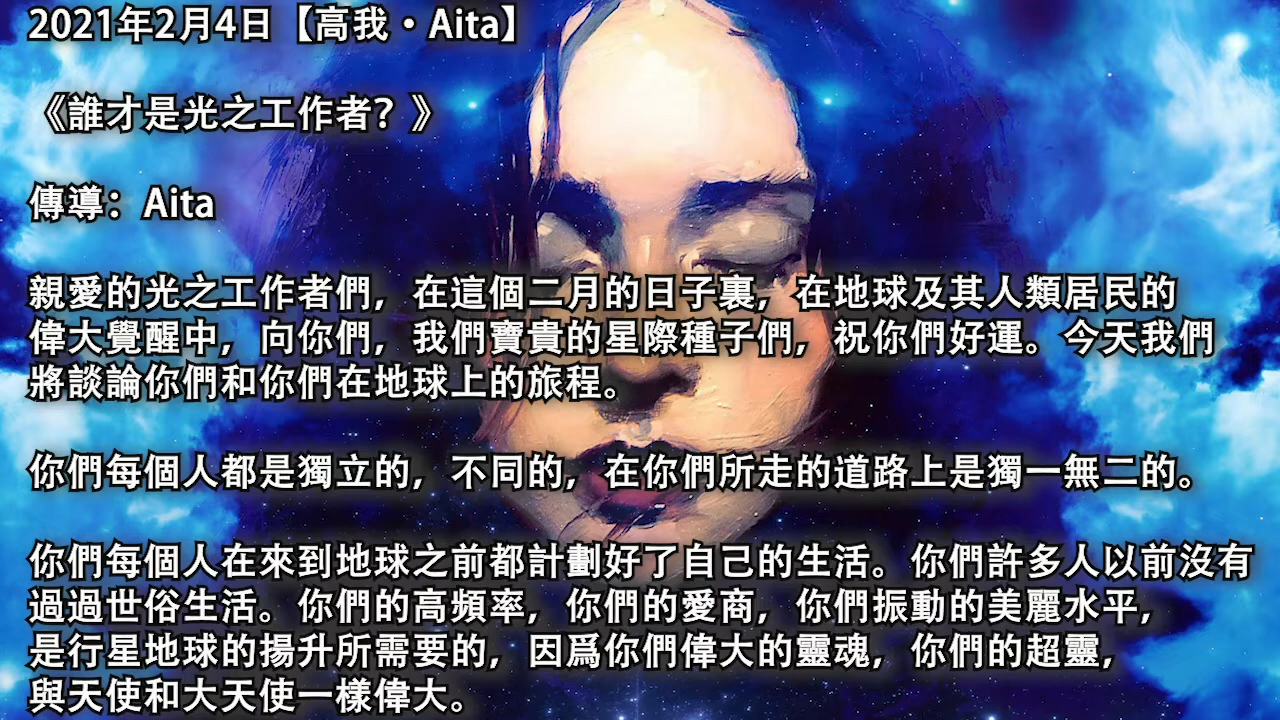 2021年2月4日【高我•Aita】
《誰才是光之工作者？》
傳導：Aita
親愛的光之工作者們，在這個二月的日子裏，在地球及其人類居民的
偉大覺醒中，向你們，我們寶貴的星際種子們，祝你們好運。今天我們
將談論你們和你們在地球上的旅程。
你們每個人都是獨立的，不同的，在你們所走的道路上是獨一無二的。
你們每個人在來到地球之前都計劃好了自己的生活。你們許多人以前沒有
過過世俗生活。你們的高頻率，你們的愛商，你們振動的美麗水平，
是行星地球的揚升所需要的，因爲你們偉大的靈魂，你們的超靈，
與天使和大天使一樣偉大。